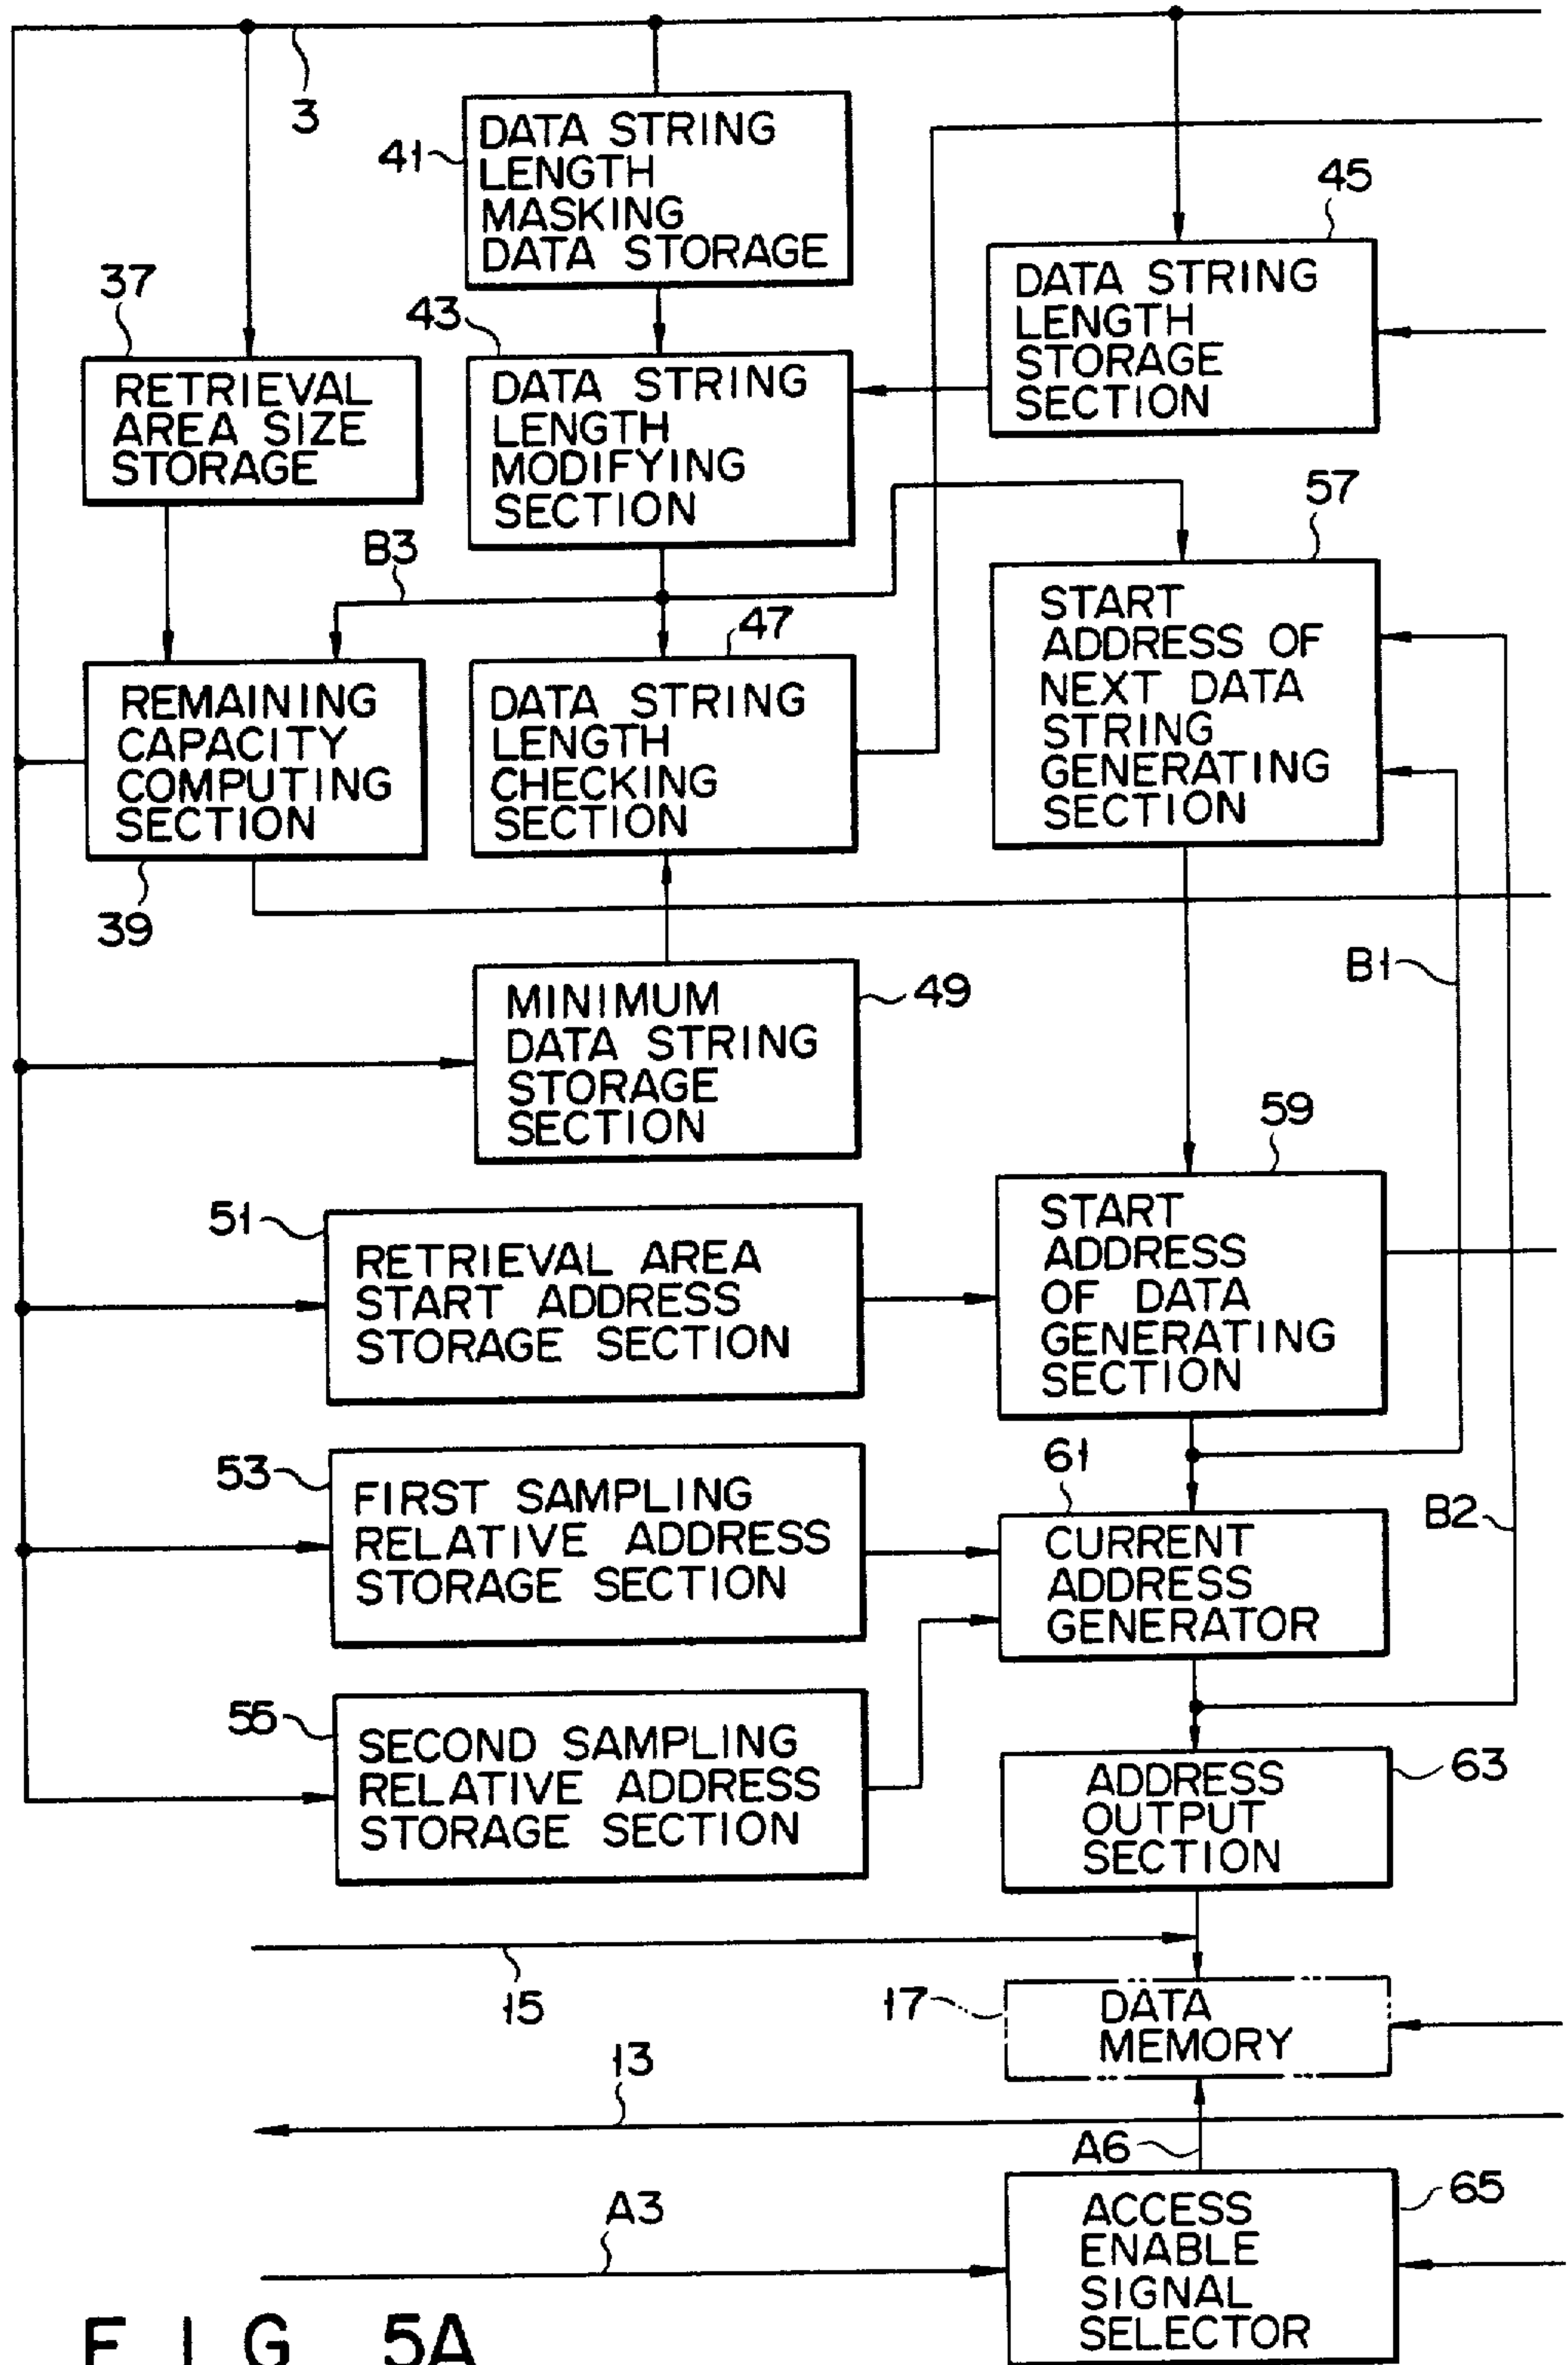 3
41
DATA STRING
LENGTH
MASKING
DATA STORAGE
45
DATA STRING
LENGTH
STORAGE
SECTION
37
RETRIEVAL
AREA SIZE
STORAGE
43
DATA STRING
LENGTH
MODIFYING
SECTION
57
START
ADDRESS OF
NEXT DATA
STRING
GENERATING
SECTION
B3
47
REMAINING
CAPACITY
COMPUTING
SECTION
39
DATA STRING
LENGTH
CHECKING
SECTION
B1
MINIMUM
DATA STRING
STORAGE
SECTION
49
59
START
ADDRESS
OF DATA
GENERATING
SECTION
51
RETRIEVAL AREA
START ADDRESS
STORAGE SECTION
53
FIRST SAMPLING
RELATIVE ADDRESS
STORAGE SECTION
61
CURRENT
ADDRESS
GENERATOR
B2
55
SECOND SAMPLING
RELATIVE ADDRESS
STORAGE SECTION
ADDRESS
OUTPUT
SECTION
63
15
17
DATA
MEMORY
13
A6
A3
65
ACCESS
ENABLE
SIGNAL
SELECTOR
FIG 5A